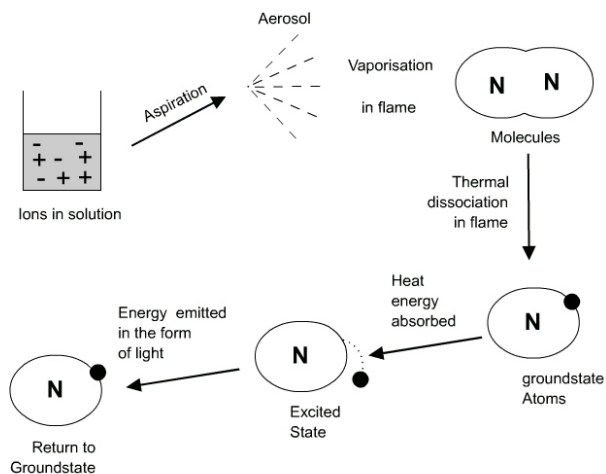 Aerosol
Aspiration
Vaporisation
in flame
N N
Molecules
- - -
+ - +
- + +
Ions in solution
Thermal
dissociation
in flame
N
groundstate
Atoms
Heat
energy
absorbed
N
Excited
State
Energy emitted
in the form
of light
N
Return to
Groundstate